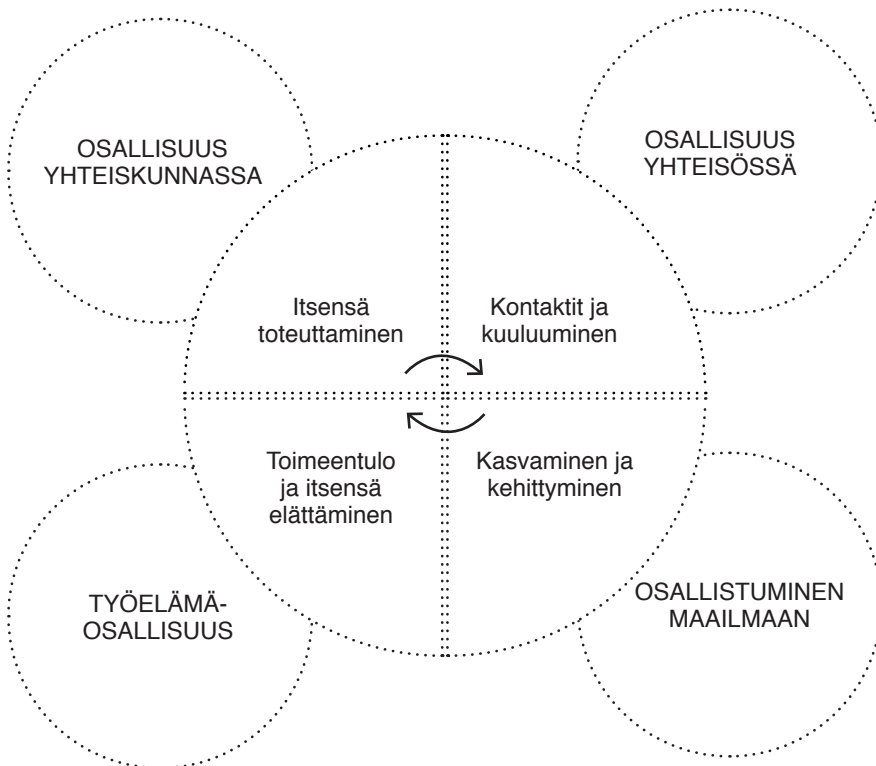 OSALLISUUS
YHTEISKUNNASSA
OSALLISUUS
YHTEISÖSSÄ
Itsensä
toteuttaminen
Kontaktit ja
kuuluuminen
Toimeentulo
ja itsensä
elättäminen
Kasvaminen ja
kehittyminen
TYÖELÄMÄ-
OSALLISUUS
OSALLISTUMINEN
MAAILMAAN